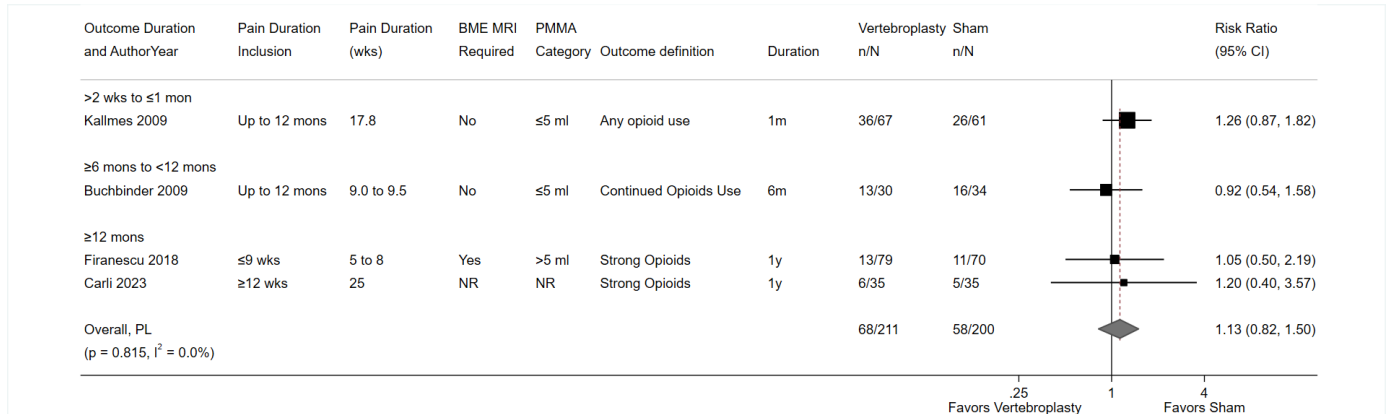 Outcome Duration Pain Duration Pain Duration BME MRI PMMA Vertebroplasty Sham Risk Ratio
and AuthorYear Inclusion (wks) Required Category Outcome definition Duration n/N n/N (95% CI)
>2 wks to ≤1 mon
Kallmes 2009 Up to 12 mons 17.8 No ≤5 ml Any opioid use 1m 36/67 26/61 1.26 (0.87, 1.82)
≥6 mons to <12 mons
Buchbinder 2009 Up to 12 mons 9.0 to 9.5 No ≤5 ml Continued Opioids Use 6m 13/30 16/34 0.92 (0.54, 1.58)
≥12 mons
Firanescu 2018 ≤9 wks 5 to 8 Yes >5 ml Strong Opioids 1y 13/79 11/70 1.05 (0.50, 2.19)
Carli 2023 ≥12 wks 25 NR NR Strong Opioids 1y 6/35 5/35 1.20 (0.40, 3.57)
Overall, PL 68/211 58/200 1.13 (0.82, 1.50)
(p = 0.815, I² = 0.0%)
.25 1 4
Favors Vertebroplasty Favors Sham